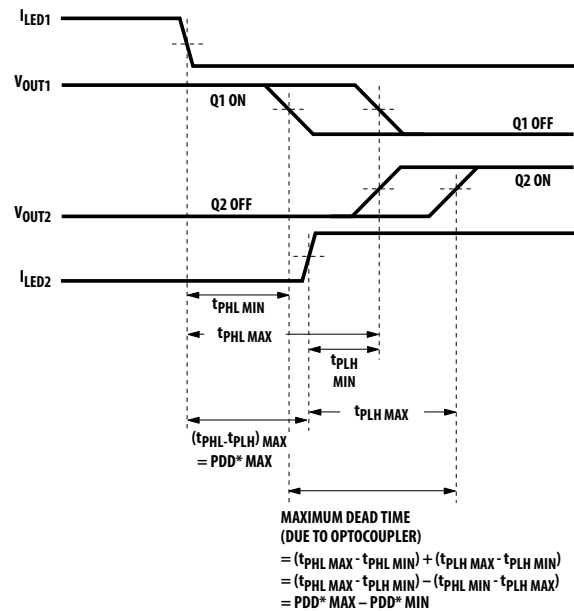 ILED1
VOUT1
Q1 ON
Q1 OFF
Q2 ON
Q2 OFF
VOUT2
ILED2
tPHL MIN
tPHL MAX
tPLH
MIN
tPLH MAX
(tPHL-tPLH) MAX
= PDD* MAX
MAXIMUM DEAD TIME
(DUE TO OPTOCOUPLER)
= (tPHL MAX - tPHL MIN) + (tPLH MAX - tPLH MIN)
= (tPHL MAX - tPLH MIN) – (tPHL MIN - tPLH MAX)
= PDD* MAX – PDD* MIN